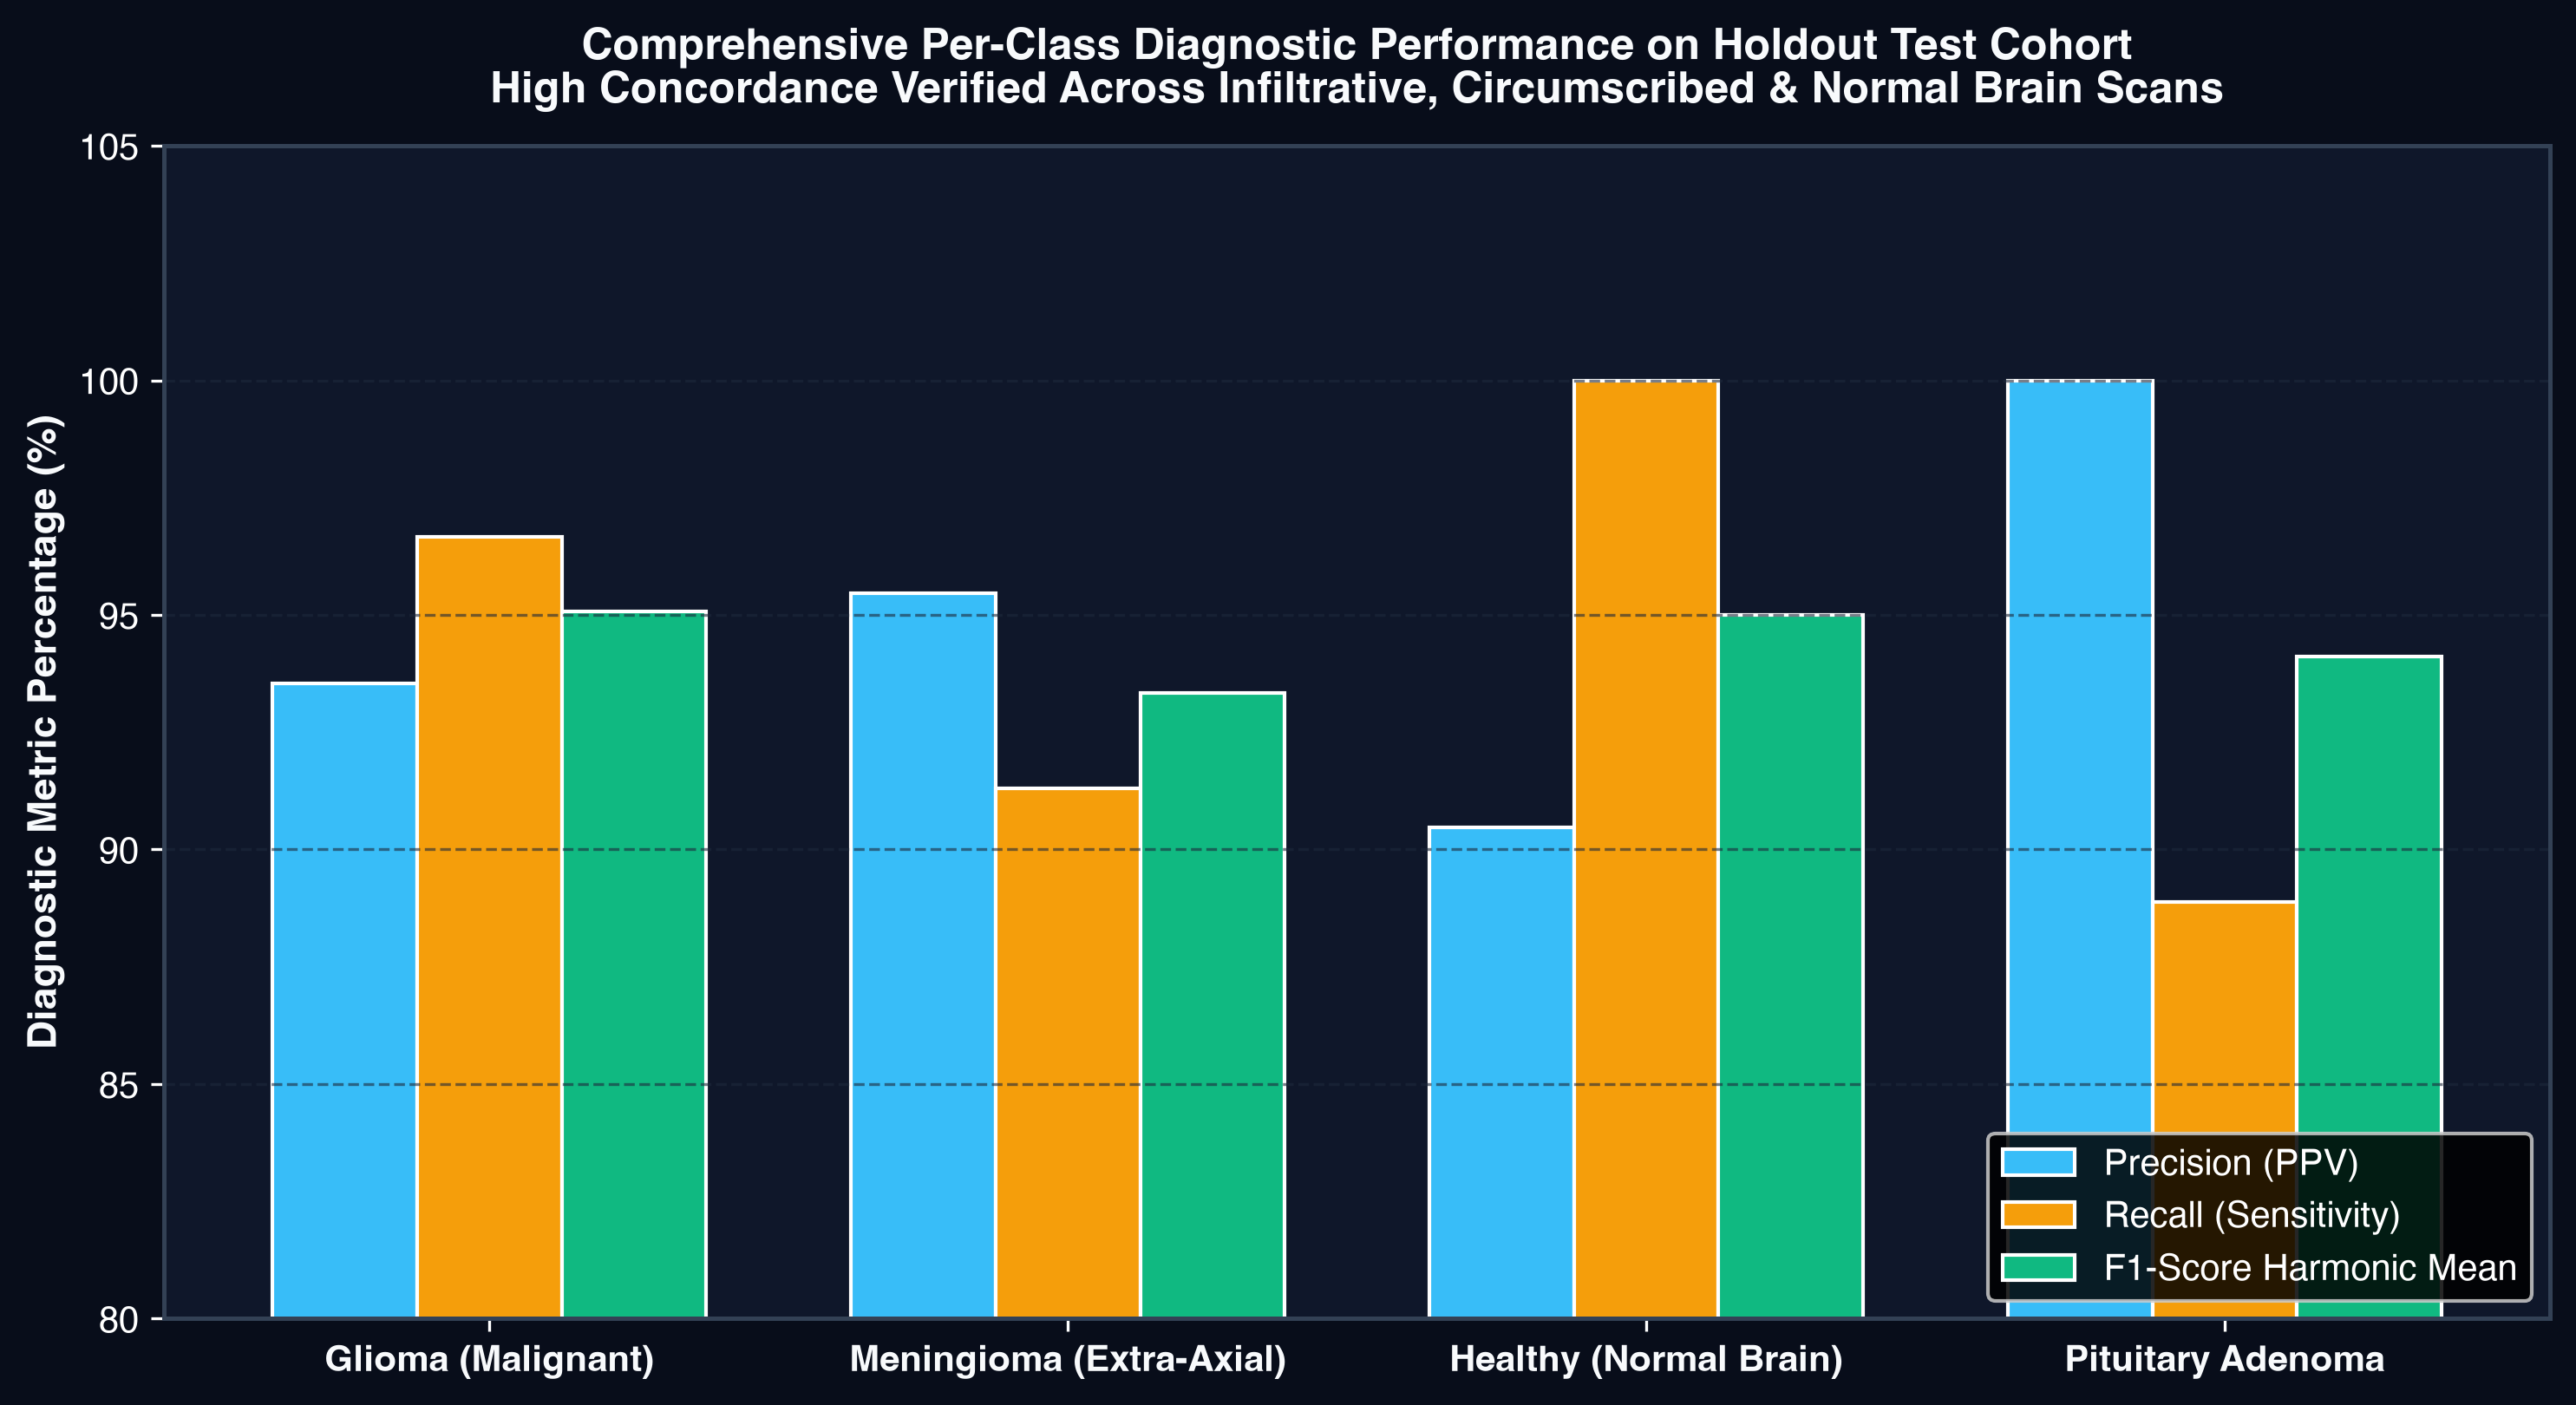 Comprehensive Per-Class Diagnostic Performance on Holdout Test Cohort
High Concordance Verified Across Infiltrative, Circumscribed & Normal Brain Scans
Diagnostic Metric Percentage (%)
105
100
95
90
85
80
Glioma (Malignant)
Meningioma (Extra-Axial)
Healthy (Normal Brain)
Pituitary Adenoma
Precision (PPV)
Recall (Sensitivity)
F1-Score Harmonic Mean